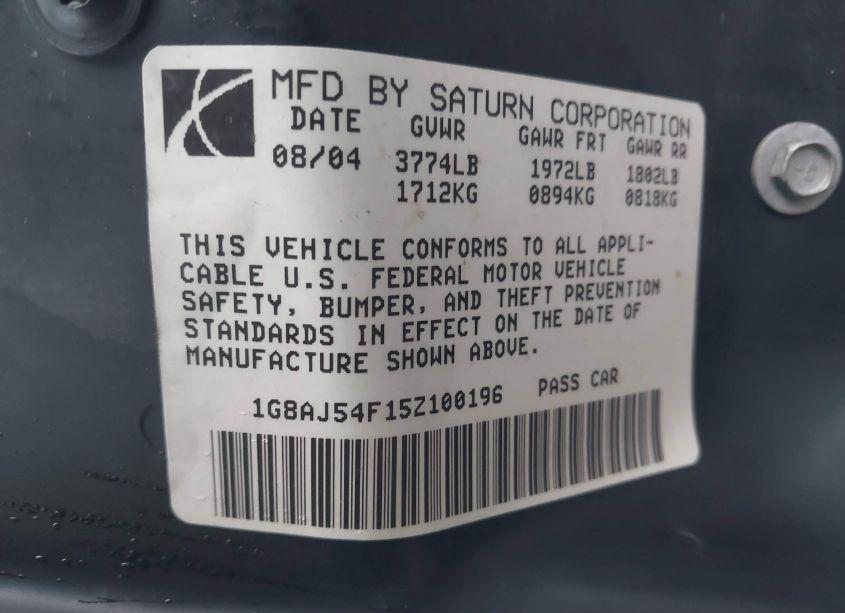 MFD BY SATURN CORPORATION
DATE GVWR GAWR FRT GAWR RR
08/04 3774LB 1972LB 1802LB
1712KG 0894KG 0818KG
THIS VEHICLE CONFORMS TO ALL APPLI-
CABLE U.S. FEDERAL MOTOR VEHICLE
SAFETY, BUMPER, AND THEFT PREVENTION
STANDARDS IN EFFECT ON THE DATE OF
MANUFACTURE SHOWN ABOVE.
1G8AJ54F15Z100196 PASS CAR